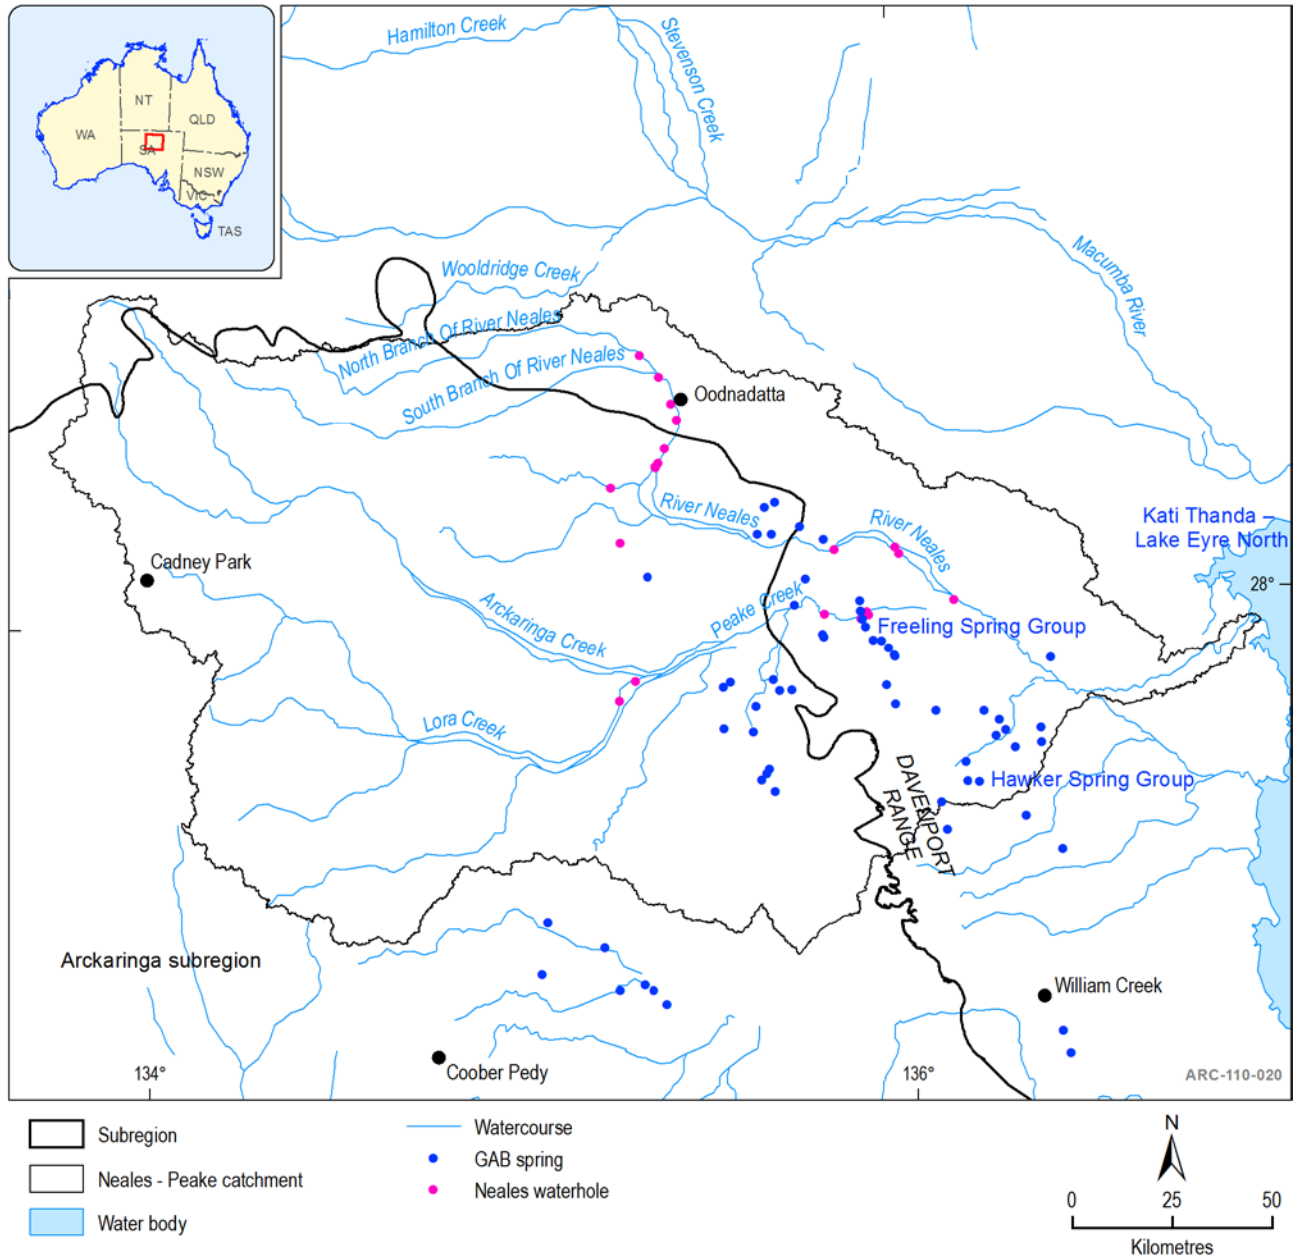 Hamilton Creek
Stevenson Creek
NT
WA
QLD
SA
NSW
VIC
TAS
Macumba River
Wooldridge Creek
North Branch Of River Neales
South Branch Of River Neales
Oodnadatta
River Neales
River Neales
Kati Thanda –
Lake Eyre North
Cadney Park
28°
Arckaringa Creek
Peake Creek
Freeling Spring Group
Lora Creek
DAVENPORT
RANGE
Hawker Spring Group
Arckaringa subregion
William Creek
Coober Pedy
134°
136°
ARC-110-020
Subregion
Neales - Peake catchment
Water body
Watercourse
GAB spring
Neales waterhole
N
0 25 50
Kilometres